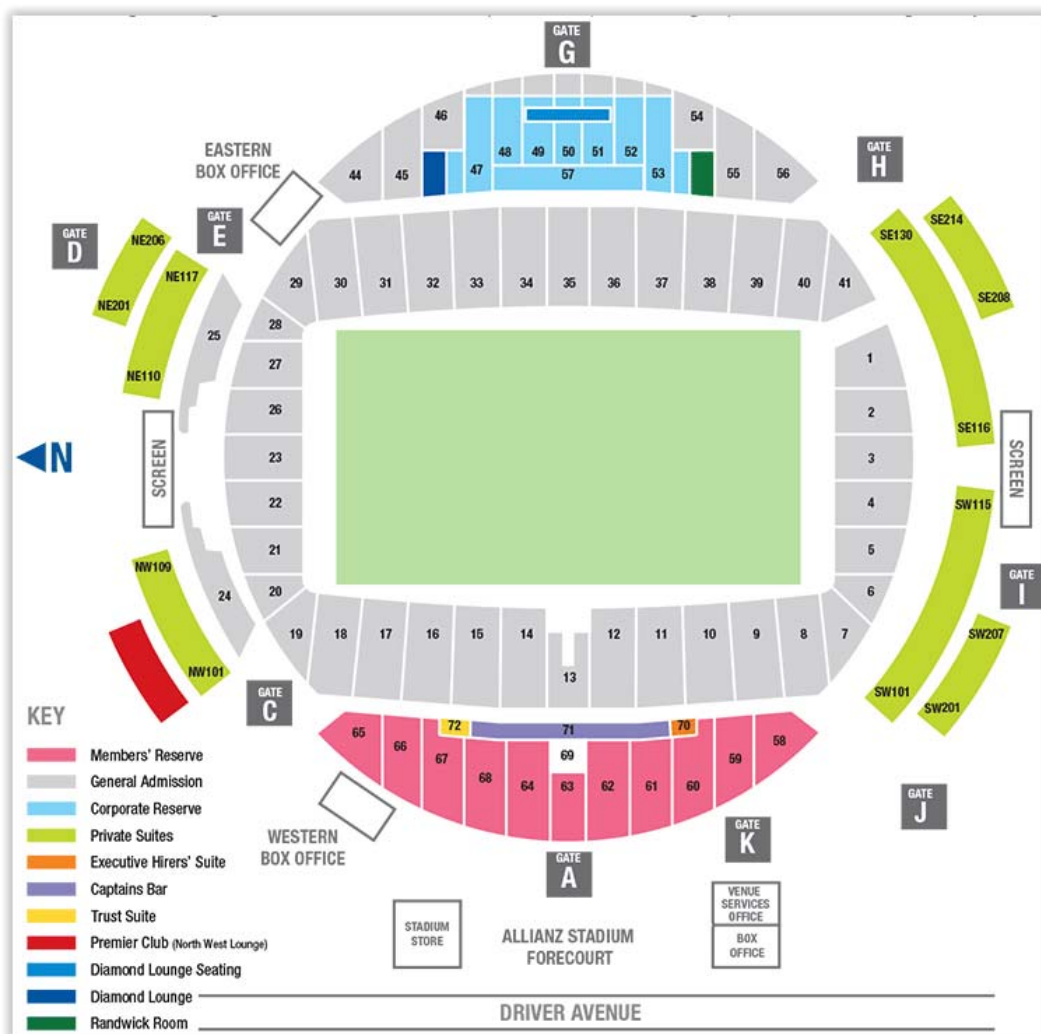 GATE
G
46
54
EASTERN
BOX OFFICE
44
45
47
48
49
50
51
52
53
55
56
57
GATE
H
GATE
D
GATE
E
NE206
NE117
NE201
NE110
SE130
SE214
SE208
SE116
29
30
31
32
33
34
35
36
37
38
39
40
41
25
28
27
26
23
22
21
20
24
1
2
3
4
5
6
N
SCREEN
SCREEN
NW109
NW101
SW115
SW101
SW207
SW201
GATE
I
19
18
17
16
15
14
13
12
11
10
9
8
7
GATE
C
65
66
67
72
71
70
69
68
64
63
62
61
60
59
58
WESTERN
BOX OFFICE
GATE
A
GATE
K
GATE
J
STADIUM
STORE
ALLIANZ STADIUM
FORECOURT
VENUE
SERVICES
OFFICE
BOX
OFFICE
DRIVER AVENUE
KEY
Members' Reserve
General Admission
Corporate Reserve
Private Suites
Executive Hirers' Suite
Captains Bar
Trust Suite
Premier Club (North West Lounge)
Diamond Lounge Seating
Diamond Lounge
Randwick Room